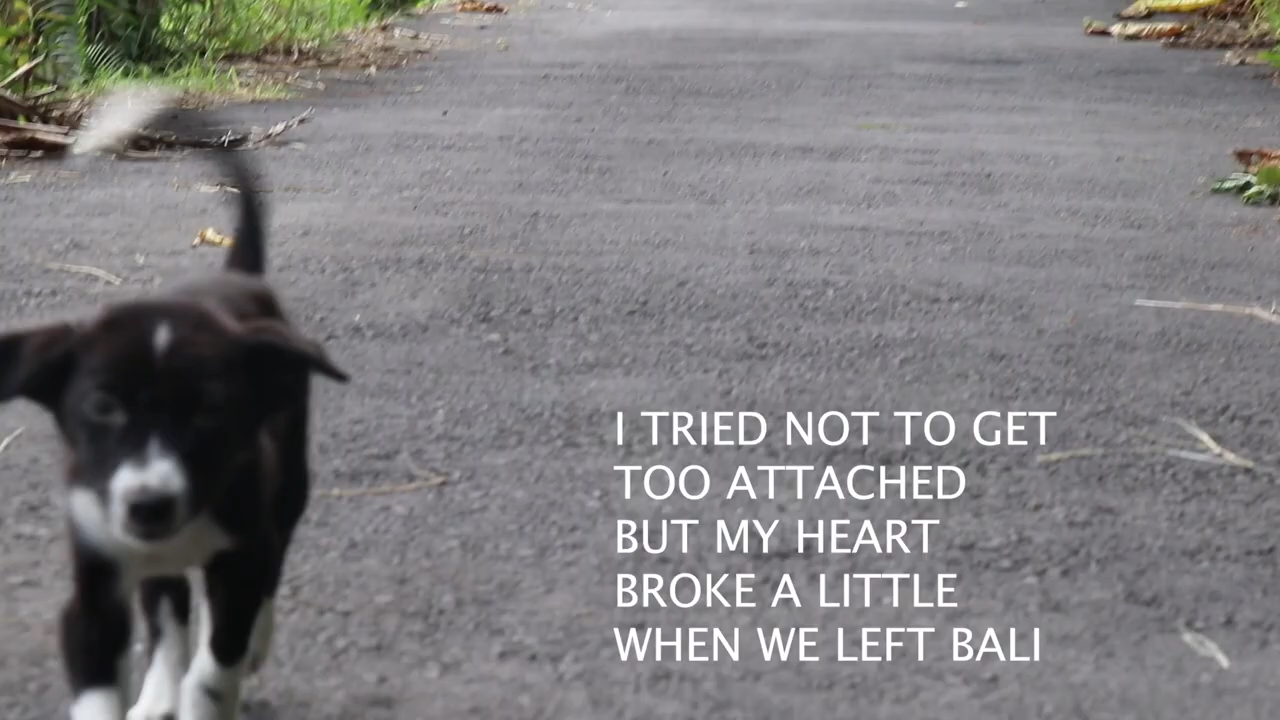 I TRIED NOT TO GET
TOO ATTACHED
BUT MY HEART
BROKE A LITTLE
WHEN WE LEFT BALI